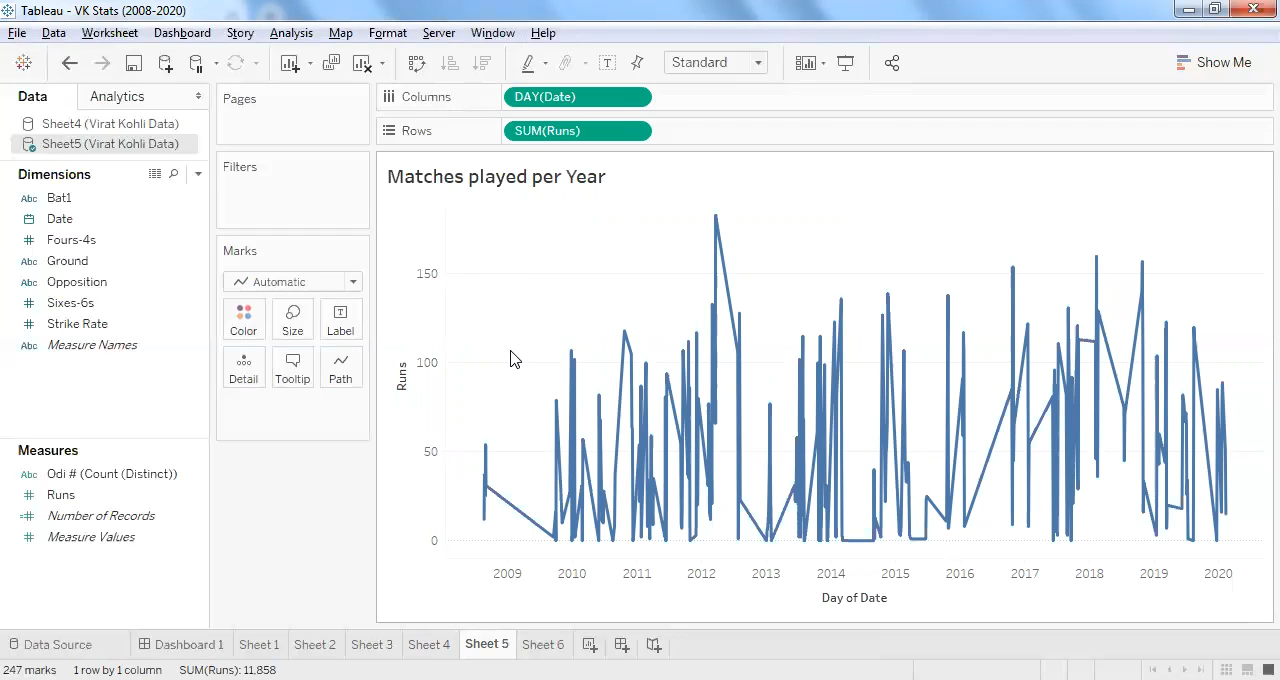 Tableau - VK Stats (2008-2020)
File Data Worksheet Dashboard Story Analysis Map Format Server Window Help
Standard
Show Me
Data Analytics
Sheet4 (Virat Kohli Data)
Sheet5 (Virat Kohli Data)
Dimensions
Abc Bat1
Date
# Fours-4s
Abc Ground
Abc Opposition
# Sixes-6s
# Strike Rate
Abc Measure Names
Measures
Abc Odi # (Count (Distinct))
# Runs
=# Number of Records
# Measure Values
Pages
Filters
Marks
Automatic
Color Size Label
Detail Tooltip Path
Columns DAY(Date)
Rows SUM(Runs)
Matches played per Year
150
100
50
0
Runs
2009 2010 2011 2012 2013 2014 2015 2016 2017 2018 2019 2020
Day of Date
Data Source Dashboard 1 Sheet 1 Sheet 2 Sheet 3 Sheet 4 Sheet 5 Sheet 6
247 marks 1 row by 1 column SUM(Runs): 11,858